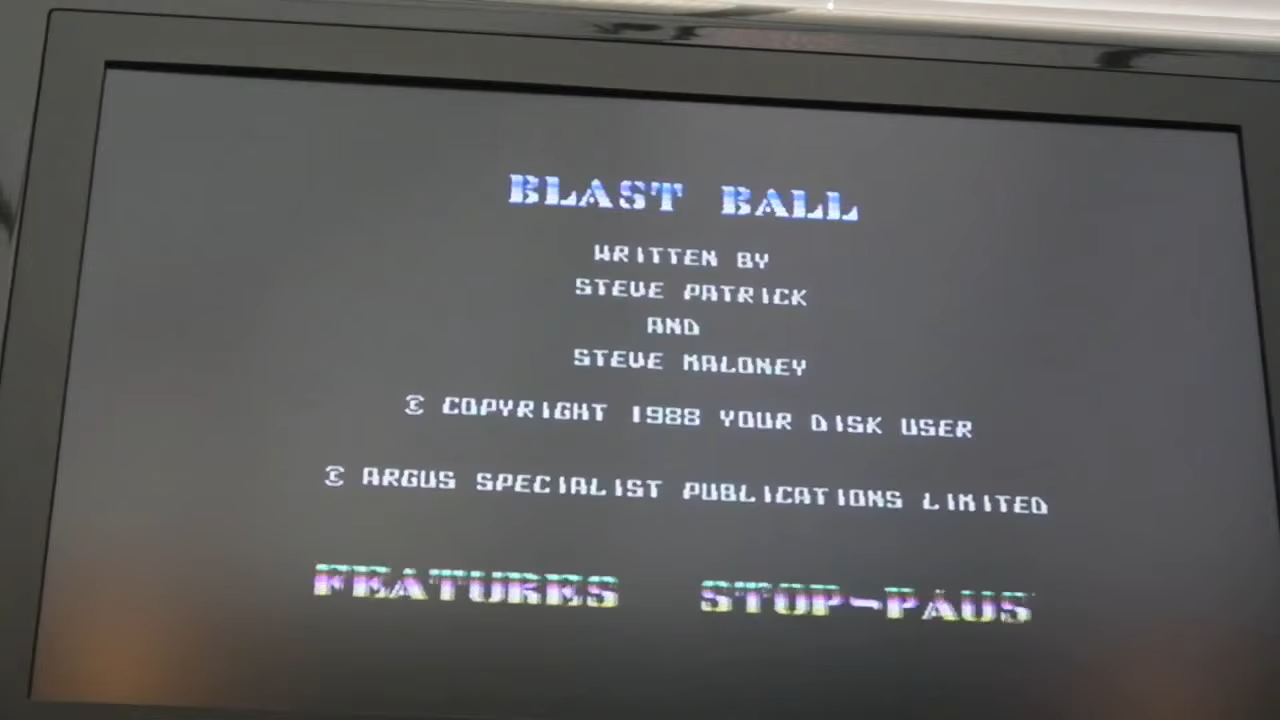 BLAST BALL
WRITTEN BY
STEVE PATRICK
AND
STEVE MALONEY
© COPYRIGHT 1988 YOUR DISK USER
© ARGUS SPECIALIST PUBLICATIONS LIMITED
FEATURES STOP-PAUS